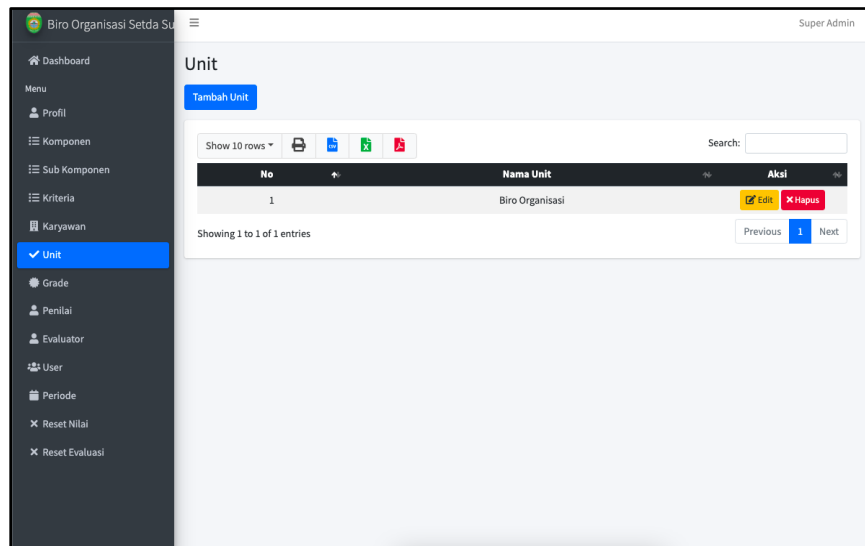 Biro Organisasi Setda Su
Super Admin
Dashboard
Menu
Profil
Komponen
Sub Komponen
Kriteria
Karyawan
Unit
Grade
Penilai
Evaluator
User
Periode
Reset Nilai
Reset Evaluasi
Unit
Tambah Unit
Show 10 rows
CSV
X
Search:
No Nama Unit Aksi
1 Biro Organisasi Edit Hapus
Showing 1 to 1 of 1 entries
Previous 1 Next